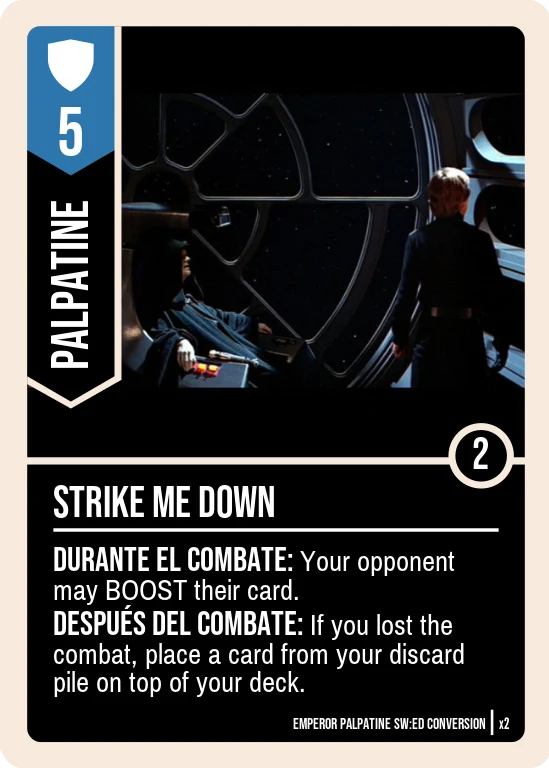 5
PALPATINE
2
STRIKE ME DOWN
DURANTE EL COMBATE: Your opponent
may BOOST their card.
DESPUÉS DEL COMBATE: If you lost the
combat, place a card from your discard
pile on top of your deck.
EMPEROR PALPATINE SW:ED CONVERSION | x2